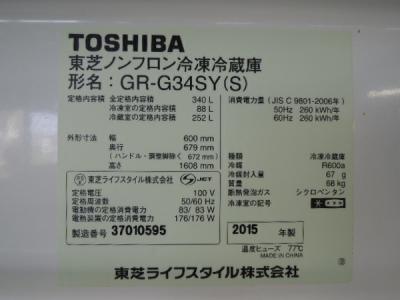 TOSHIBA
東芝ノンフロン冷凍冷蔵庫
形名：GR-G34SY(S)
定格内容積 全定格内容積 340 L
冷凍室の定格内容積 88 L
冷蔵室の定格内容積 252 L
消費電力量 (JIS C 9801-2006年)
50Hz 260 kWh/年
60Hz 260 kWh/年
外形寸法 幅 600 mm
奥行 679 mm
(ハンドル・調整脚除く 672 mm)
高さ 1608 mm
種類 冷凍冷蔵庫
冷媒 R600a
冷媒封入量 67 g
質量 68 kg
断熱発泡ガス シクロペンタン
冷凍室の記号
PS E 東芝ライフスタイル株式会社 S JET
定格電圧 100 V
定格周波数 50/60 Hz
電動機の定格消費電力 83/ 83 W
電熱装置の定格消費電力 176/176 W
製造番号 37010595
2015 年製
温度ヒューズ 77℃
MADE IN CHINA
東芝ライフスタイル株式会社
②